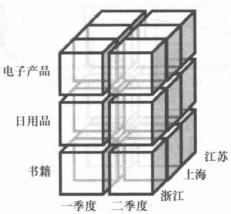 电子产品
日用品
书籍
江苏
上海
浙江
一季度 二季度